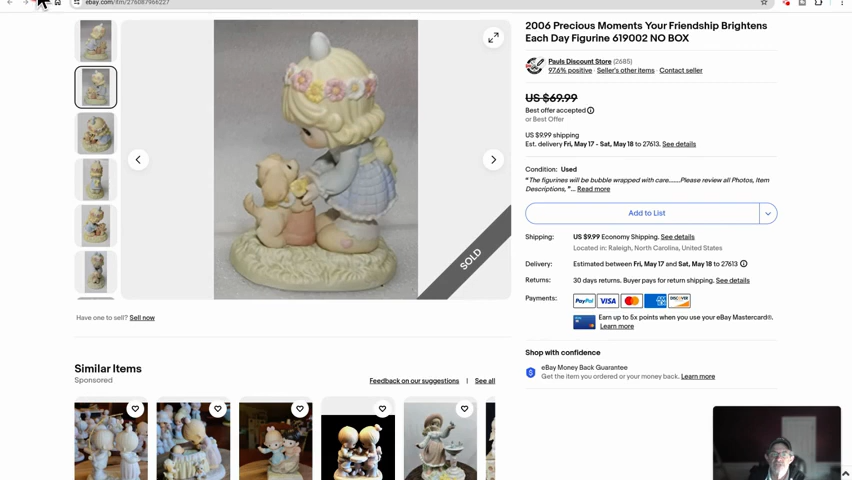 ebay.com/itm/276087966227
2006 Precious Moments Your Friendship Brightens
Each Day Figurine 619002 NO BOX
Pauls Discount Store (2685)
97.6% positive · Seller's other items · Contact seller
US $69.99
Best offer accepted
or Best Offer
US $9.99 shipping
Est. delivery Fri, May 17 - Sat, May 18 to 27613. See details
Condition: Used
"The figurines will be bubble wrapped with care......Please review all Photos, Item
Descriptions, "... Read more
Add to List
Shipping: US $9.99 Economy Shipping. See details
Located in: Raleigh, North Carolina, United States
Delivery: Estimated between Fri, May 17 and Sat, May 18 to 27613
Returns: 30 days returns. Buyer pays for return shipping. See details
Payments: PayPal VISA DISCOVER
Earn up to 5x points when you use your eBay Mastercard®.
Learn more
Shop with confidence
eBay Money Back Guarantee
Get the item you ordered or your money back. Learn more
SOLD
Have one to sell? Sell now
Similar Items
Sponsored
Feedback on our suggestions | See all